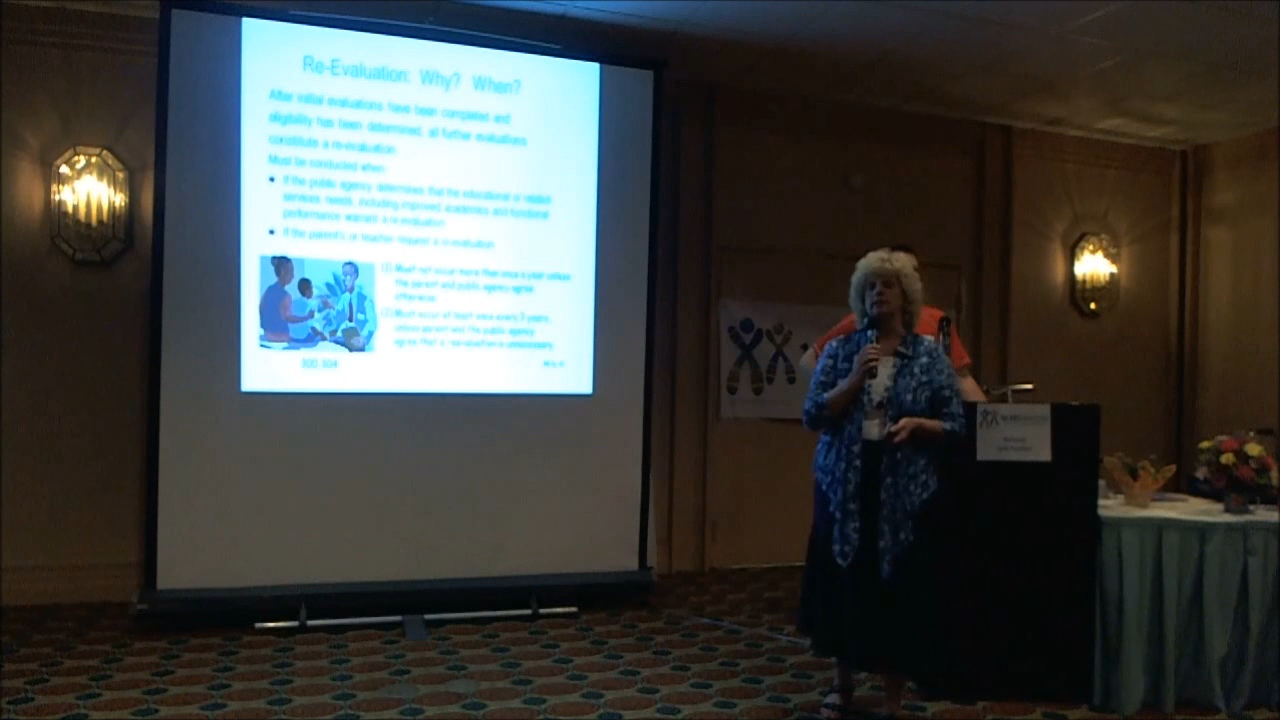 Re-Evaluation: Why? When?
After initial evaluations have been completed and
eligibility has been determined, all further evaluations
constitute a re-evaluation
Must be conducted when:
• If the public agency determines that the educational or related
services needs, including improved academics and functional
performance warrant a re-evaluation
• If the parent's or teacher request a re-evaluation
(1) Must not occur more than once a year unless
the parent and public agency agree
otherwise
(2) Must occur at least once every 3 years,
unless parent and the public agency
agree that a re-evaluation is unnecessary
300.304